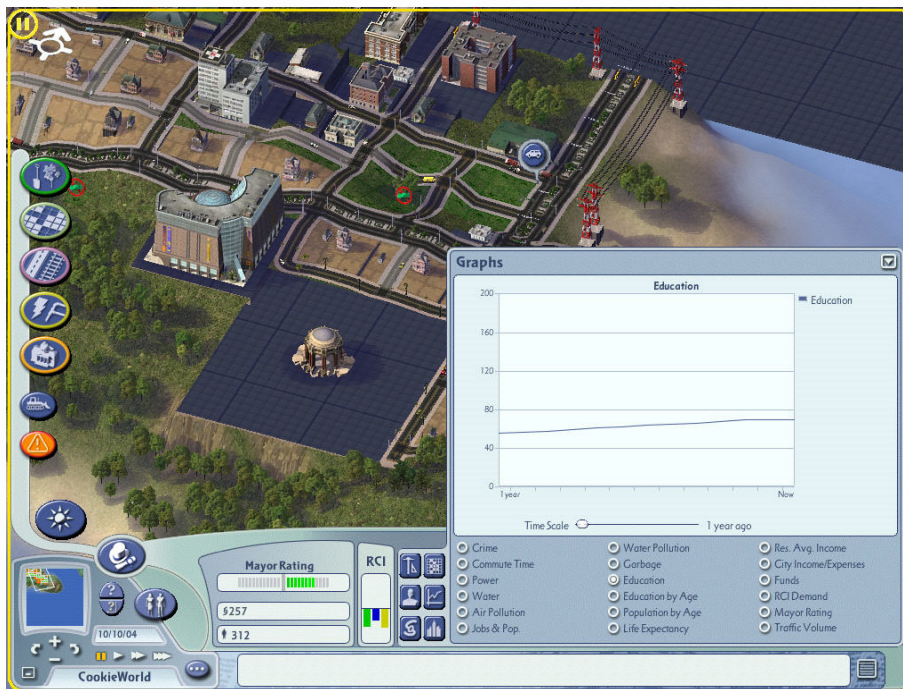 Graphs
Education
200
160
120
80
40
0
1 year
Now
Education
Time Scale
1 year ago
Crime
Commute Time
Power
Water
Air Pollution
Jobs & Pop.
Water Pollution
Garbage
Education
Education by Age
Population by Age
Life Expectancy
Res. Avg. Income
City Income/Expenses
Funds
RCI Demand
Mayor Rating
Traffic Volume
Mayor Rating
RCI
§257
312
?
?
10/10/04
CookieWorld